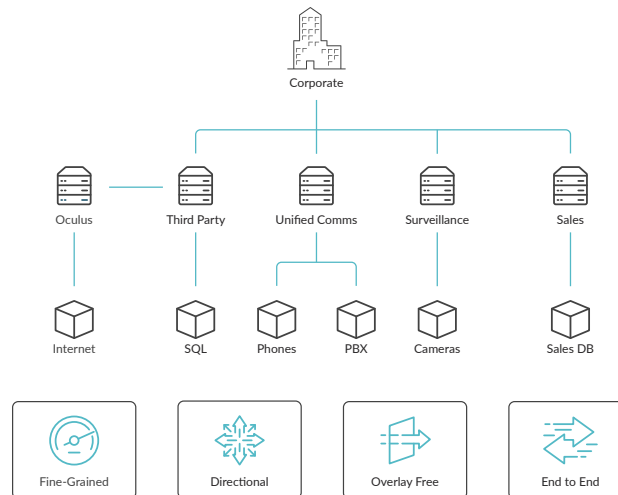 Corporate
Oculus
Third Party
Unified Comms
Surveillance
Sales
Internet
SQL
Phones
PBX
Cameras
Sales DB
Fine-Grained
Directional
Overlay Free
End to End